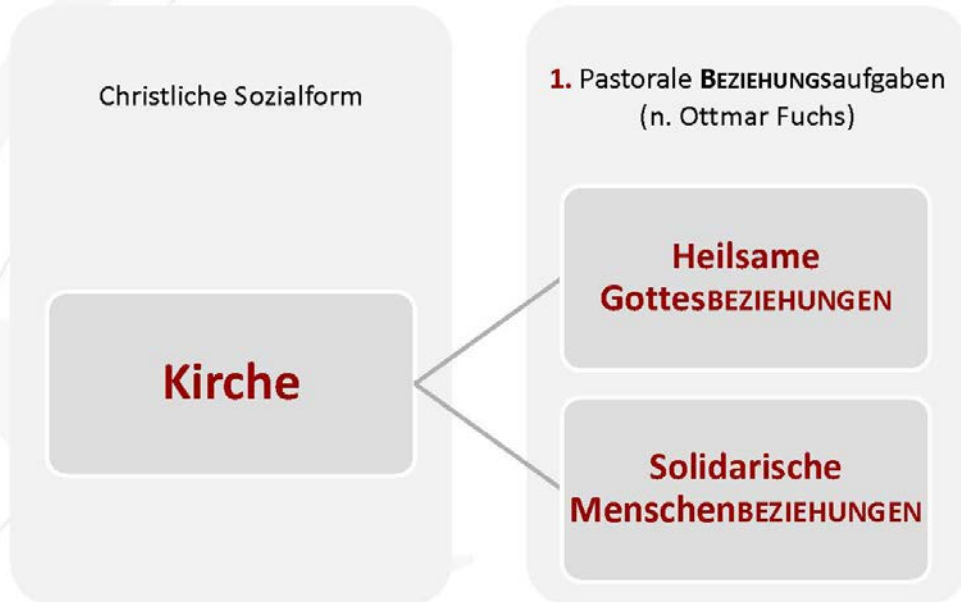 Christliche Sozialform
Kirche
1. Pastorale BEZIEHUNGSaufgaben
(n. Ottmar Fuchs)
Heilsame
GottesBEZIEHUNGEN
Solidarische
MenschenBEZIEHUNGEN